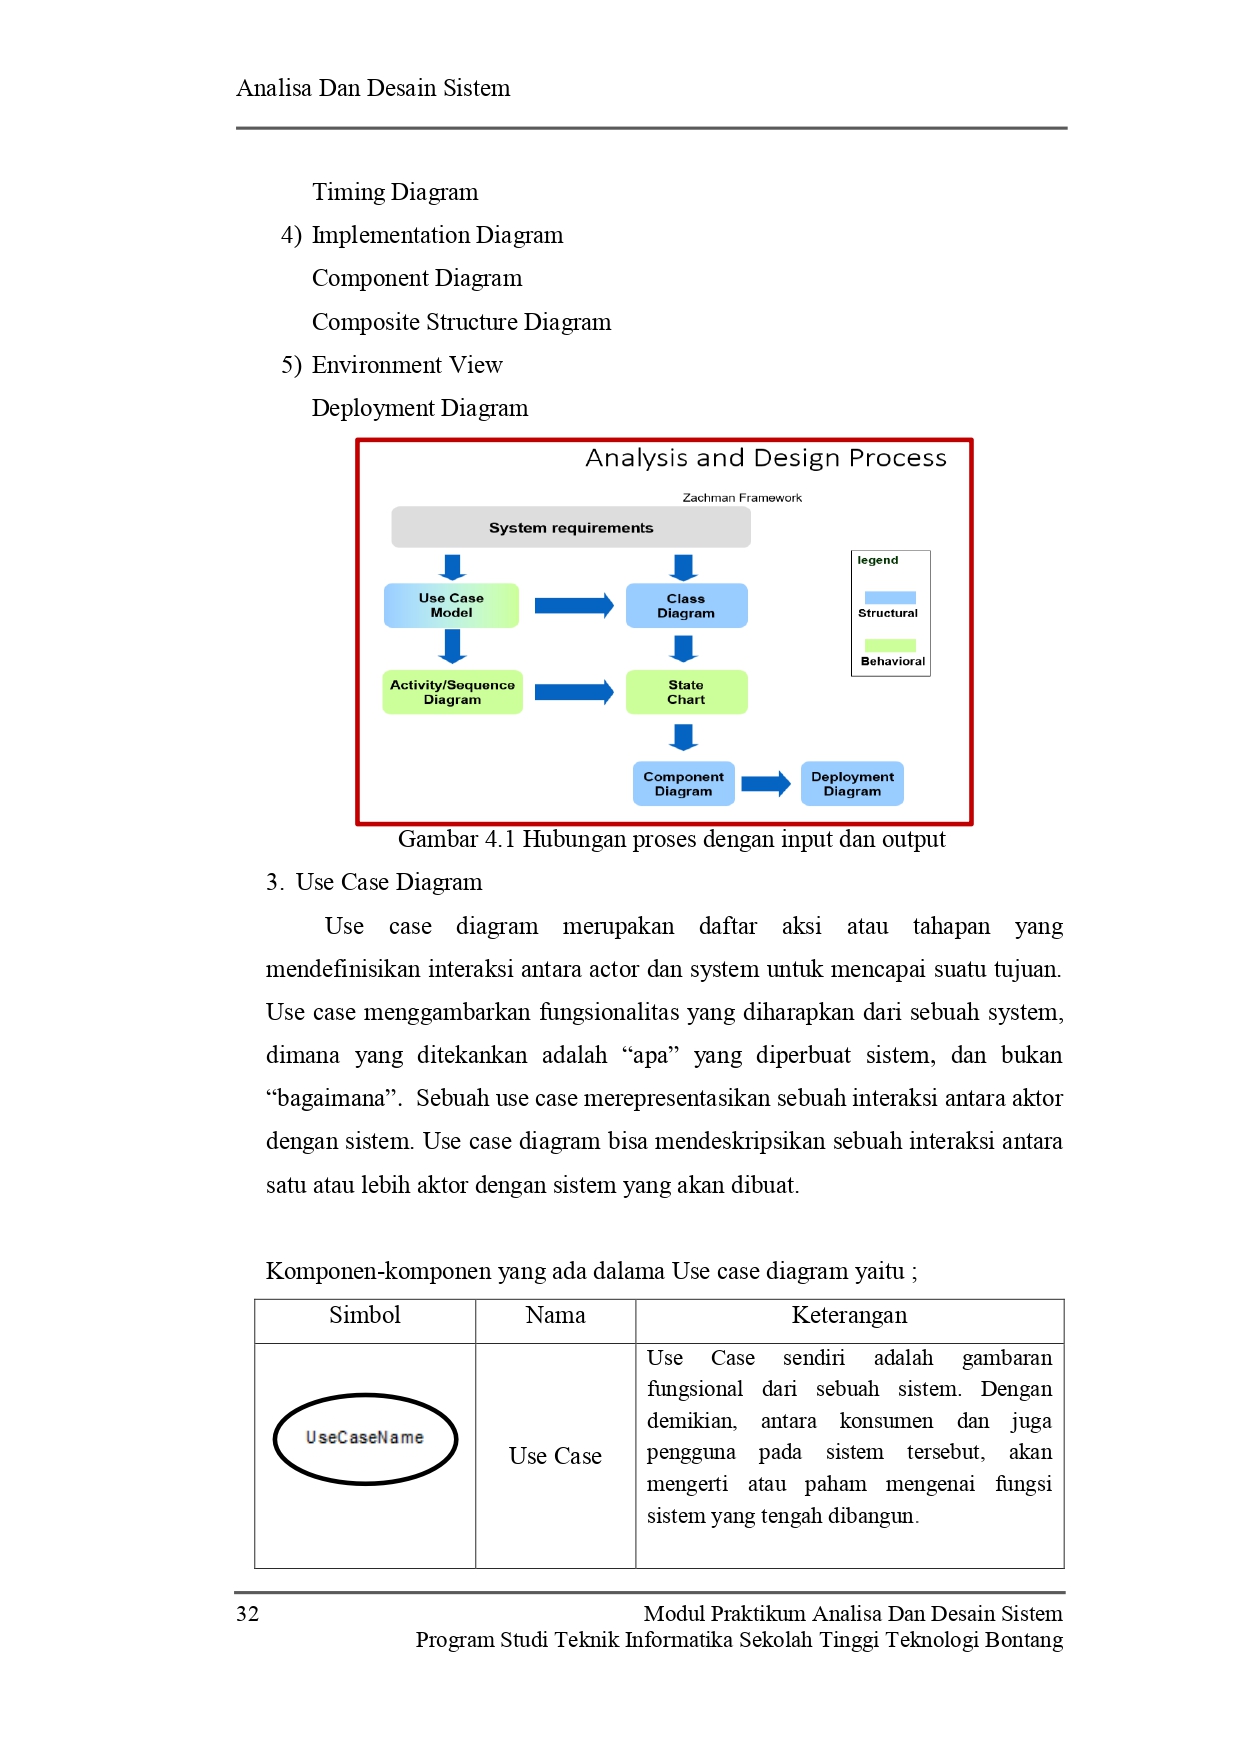 Analisa Dan Desain Sistem
Timing Diagram
4) Implementation Diagram
Component Diagram
Composite Structure Diagram
5) Environment View
Deployment Diagram
Analysis and Design Process
Zachman Framework
System requirements
legend
Structural
Behavioral
Use Case
Model
Class
Diagram
Activity/Sequence
Diagram
State
Chart
Component
Diagram
Deployment
Diagram
Gambar 4.1 Hubungan proses dengan input dan output
3. Use Case Diagram
Use case diagram merupakan daftar aksi atau tahapan yang
mendefinisikan interaksi antara actor dan system untuk mencapai suatu tujuan.
Use case menggambarkan fungsionalitas yang diharapkan dari sebuah system,
dimana yang ditekankan adalah “apa” yang diperbuat sistem, dan bukan
“bagaimana”. Sebuah use case merepresentasikan sebuah interaksi antara aktor
dengan sistem. Use case diagram bisa mendeskripsikan sebuah interaksi antara
satu atau lebih aktor dengan sistem yang akan dibuat.
Komponen-komponen yang ada dalama Use case diagram yaitu ;
Simbol Nama Keterangan
UseCaseName
Use Case
Use Case sendiri adalah gambaran
fungsional dari sebuah sistem. Dengan
demikian, antara konsumen dan juga
pengguna pada sistem tersebut, akan
mengerti atau paham mengenai fungsi
sistem yang tengah dibangun.
32 Modul Praktikum Analisa Dan Desain Sistem
Program Studi Teknik Informatika Sekolah Tinggi Teknologi Bontang